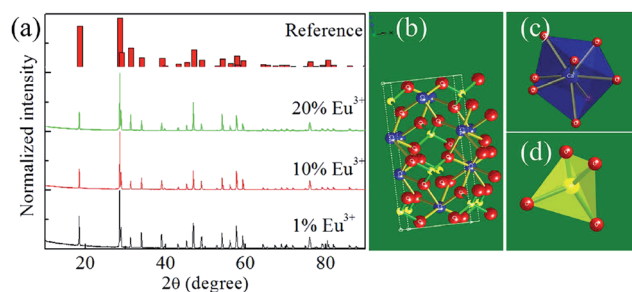 (a)
Reference
20% Eu³⁺
10% Eu³⁺
1% Eu³⁺
Normalized intensity
20 40 60 80
2θ (degree)
(b)
(c)
(d)